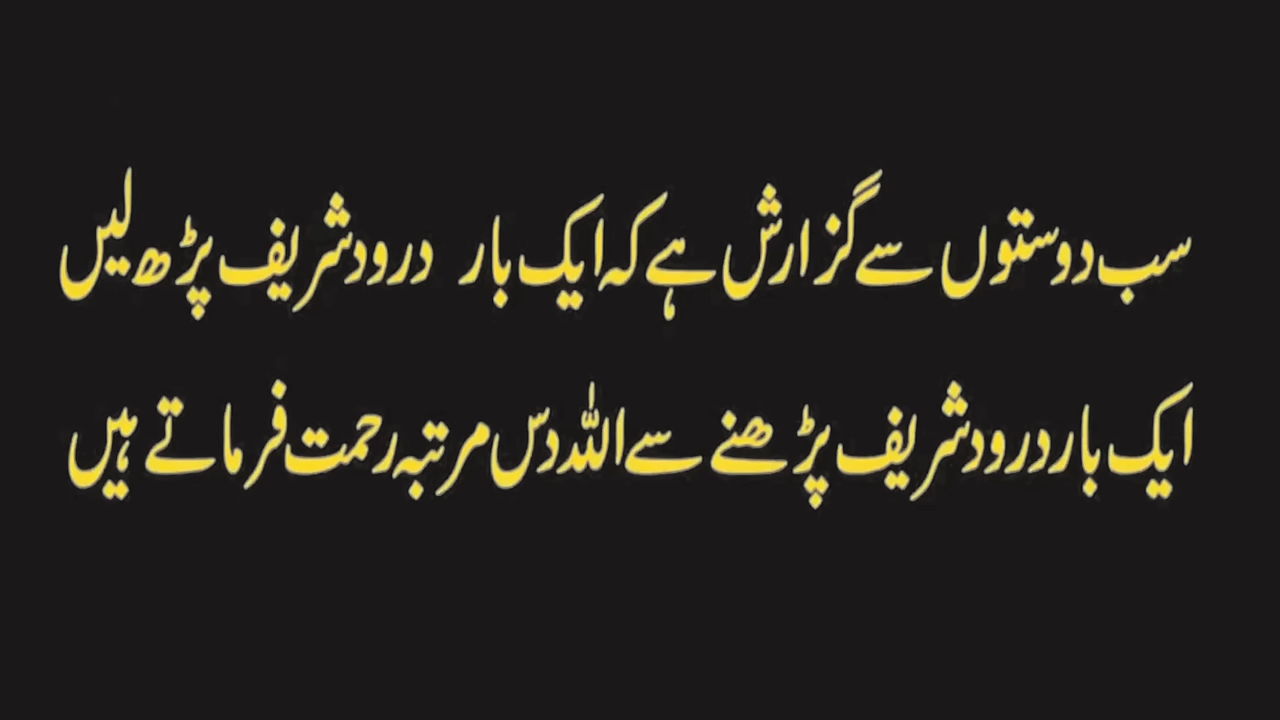 سب دوستوں سے گزارش ہے کہ ایک بار درود شریف پڑھ لیں
ایک بار درود شریف پڑھنے سے اللہ دس مرتبہ رحمت فرماتے ہیں